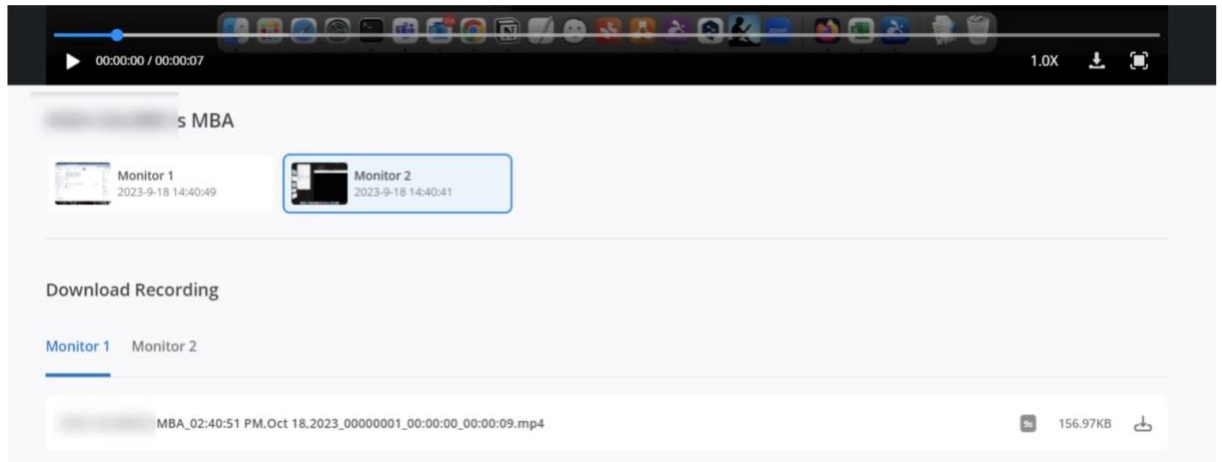 00:00:00 / 00:00:07 1.0X
s MBA
Monitor 1
2023-9-18 14:40:49
Monitor 2
2023-9-18 14:40:41
Download Recording
Monitor 1 Monitor 2
MBA_02:40:51 PM,Oct 18,2023_00000001_00:00:00_00:00:09.mp4 9s 156.97KB